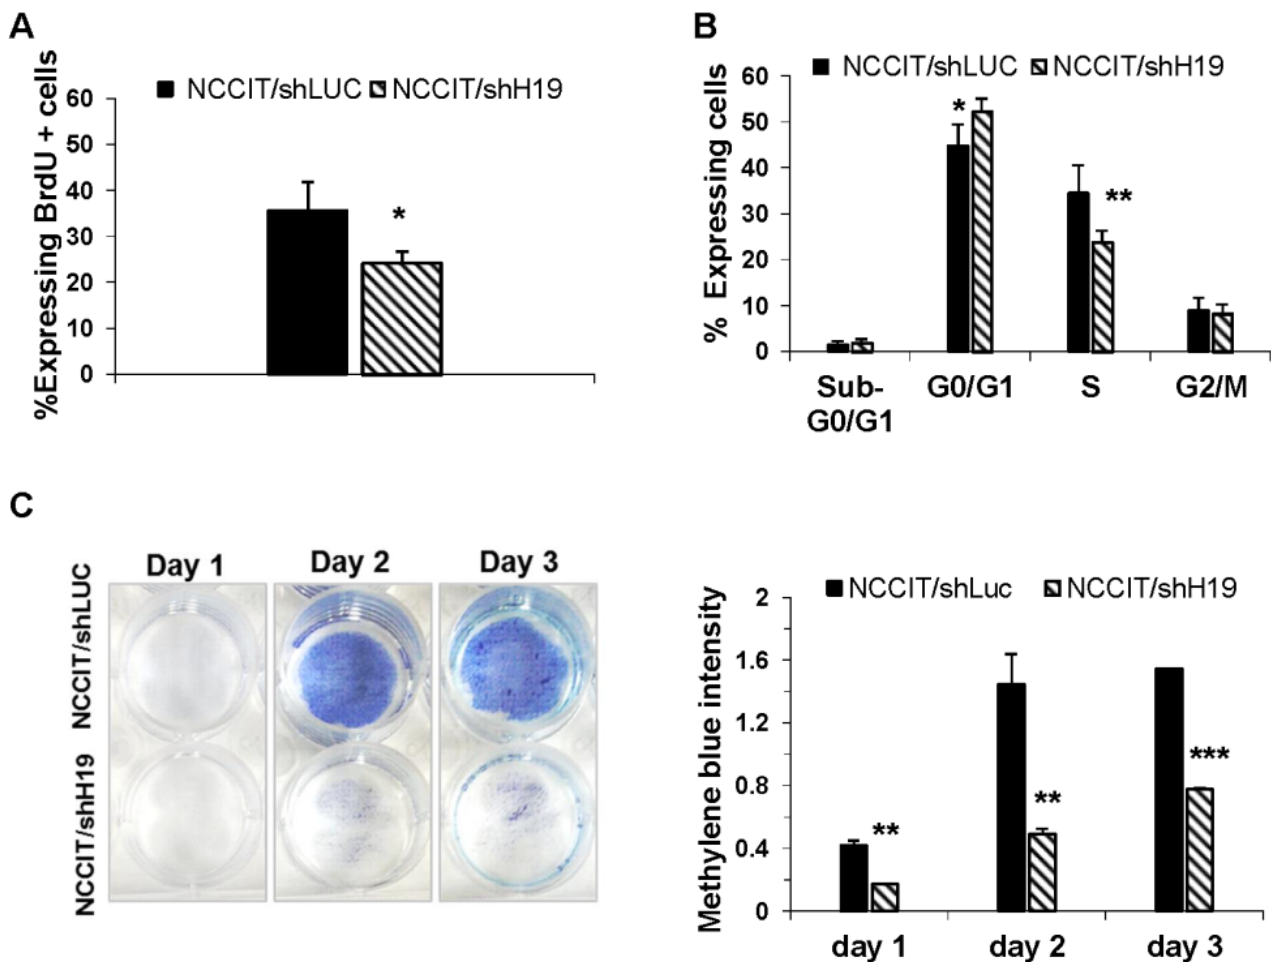 A
NCCIT/shLUC NCCIT/shH19
%Expressing BrdU + cells
60
50
40
30
20
10
0
*
B
NCCIT/shLUC NCCIT/shH19
% Expressing cells
60
50
40
30
20
10
0
*
**
Sub-
G0/G1
G0/G1
S
G2/M
C
Day 1
Day 2
Day 3
NCCIT/shLUC
NCCIT/shH19
NCCIT/shLuc NCCIT/shH19
Methylene blue intensity
2
1.6
1.2
0.8
0.4
0
**
**
***
day 1
day 2
day 3